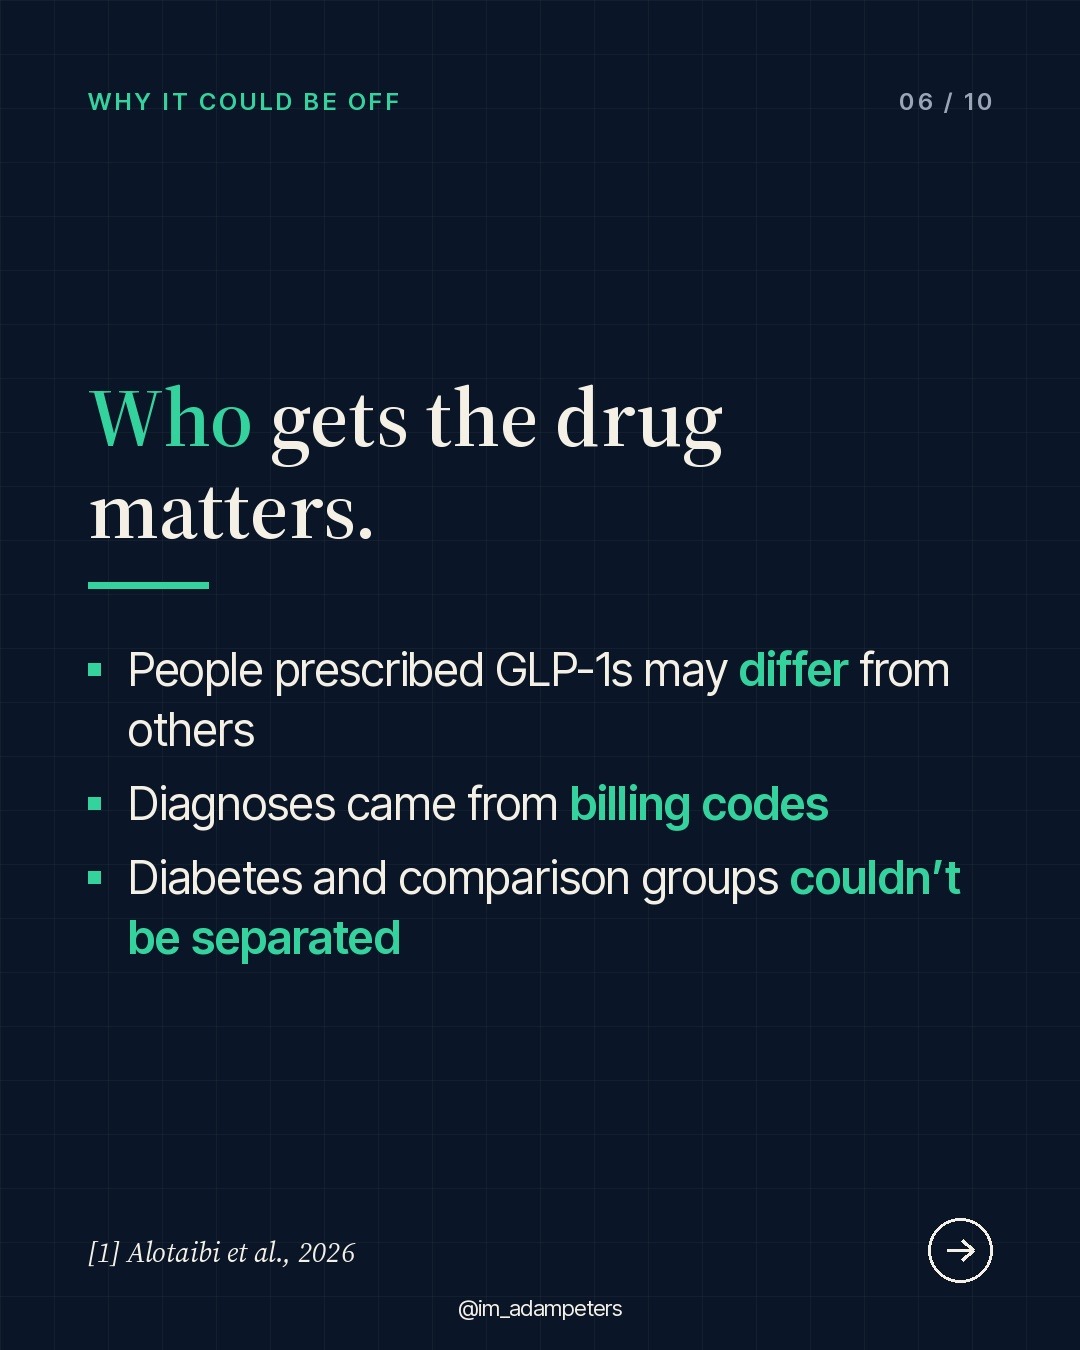 WHY IT COULD BE OFF
06 / 10
Who gets the drug
matters.
People prescribed GLP-1s may differ from
others
Diagnoses came from billing codes
Diabetes and comparison groups couldn’t
be separated
[1] Alotaibi et al., 2026
@im_adampeters